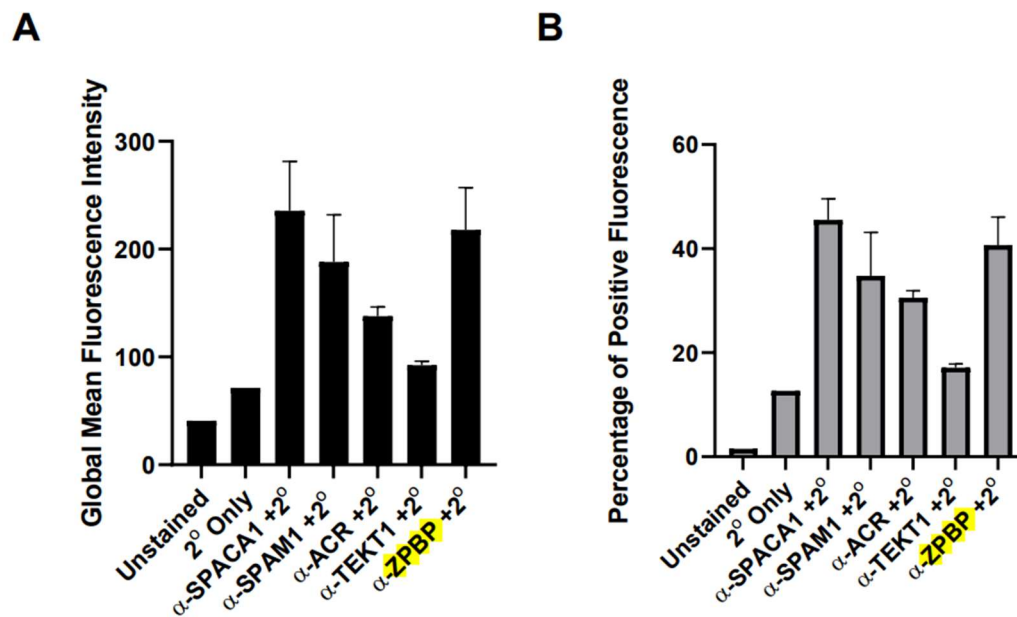 A
Global Mean Fluorescence Intensity
300
200
100
0
Unstained
2° Only
α-SPACA1 +2°
α-SPAM1 +2°
α-ACR +2°
α-TEKT1 +2°
α-ZPBP +2°
B
Percentage of Positive Fluorescence
60
40
20
0
Unstained
2° Only
α-SPACA1 +2°
α-SPAM1 +2°
α-ACR +2°
α-TEKT1 +2°
α-ZPBP +2°